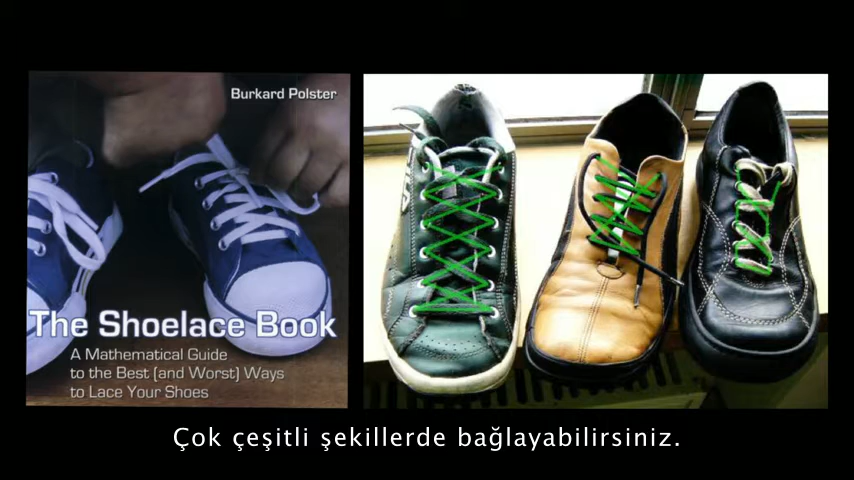 Burkard Polster
The Shoelace Book
A Mathematical Guide
to the Best (and Worst) Ways
to Lace Your Shoes
Çok çeşitli şekillerde bağlayabilirsiniz.